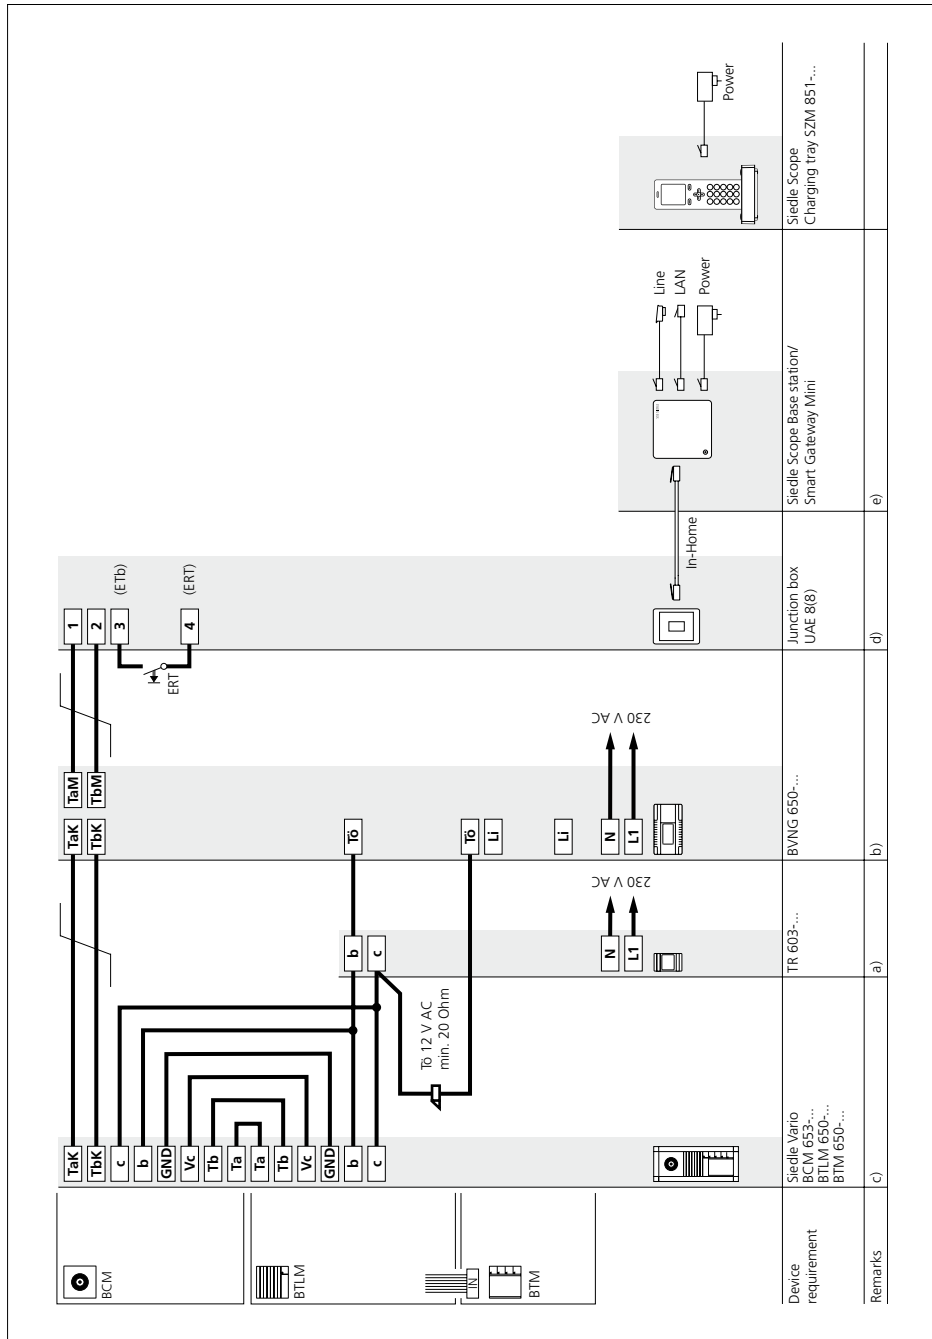 BCM
BTLM
IN
BTM
Device
requirement
Remarks
TaK
TbK
c
b
GND
Vc
Tb
Ta
Ta
Tb
Vc
GND
b
c
Siedle Vario
BCM 653-...
BTLM 650-...
BTM 650-...
c)
Tö 12 V AC
min. 20 Ohm
b
c
N
L1
230 V AC
TR 603-...
a)
TaK
TbK
TaM
TbM
Tö
Tö
Li
Li
N
L1
230 V AC
BVNG 650-...
b)
ERT
1
2
3
(ETb)
4
(ERT)
Junction box
UAE 8(8)
d)
In-Home
Line
LAN
Power
Siedle Scope Base station/
Smart Gateway Mini
e)
Power
Siedle Scope
Charging tray SZM 851-...